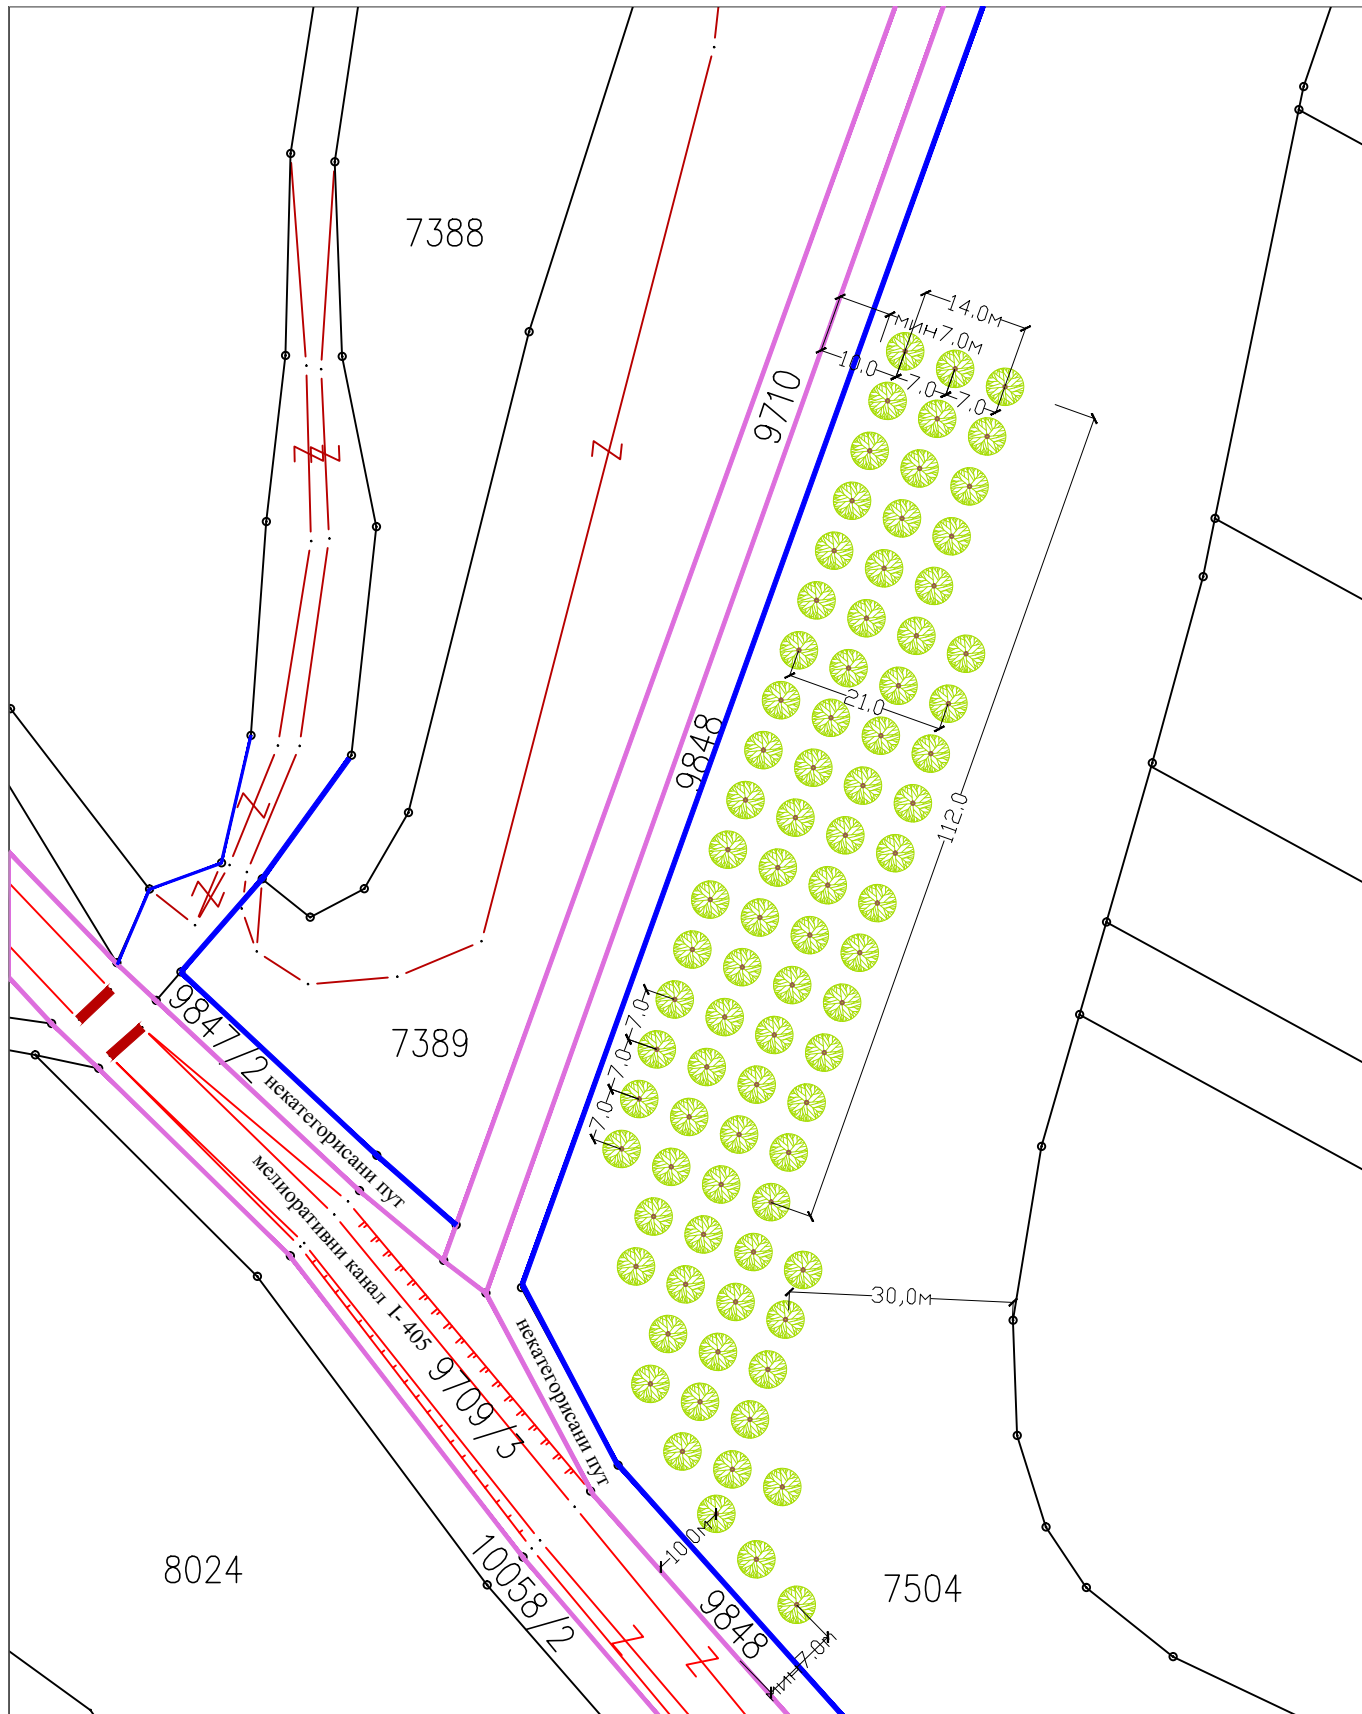 7388
14.0м
мин7.0м
10.0
7.0
7.0
9710
21.0
9848
112.0
7.0
7.0
7.0
7389
9847/2
некатегорисани пут
мелиоративни канал I-405
9709/3
30,0м
некатегорисани пут
10.0м
10058/2
9848
мин7.0м
8024
7504